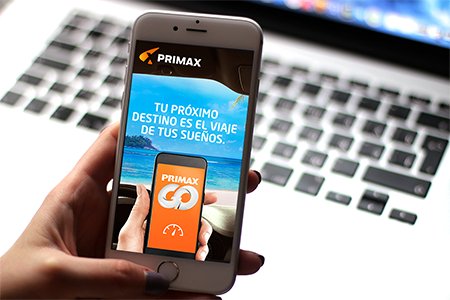 PRIMAX
TU PRÓXIMO
DESTINO ES EL VIAJE
DE TUS SUEÑOS.
PRIMAX
GO